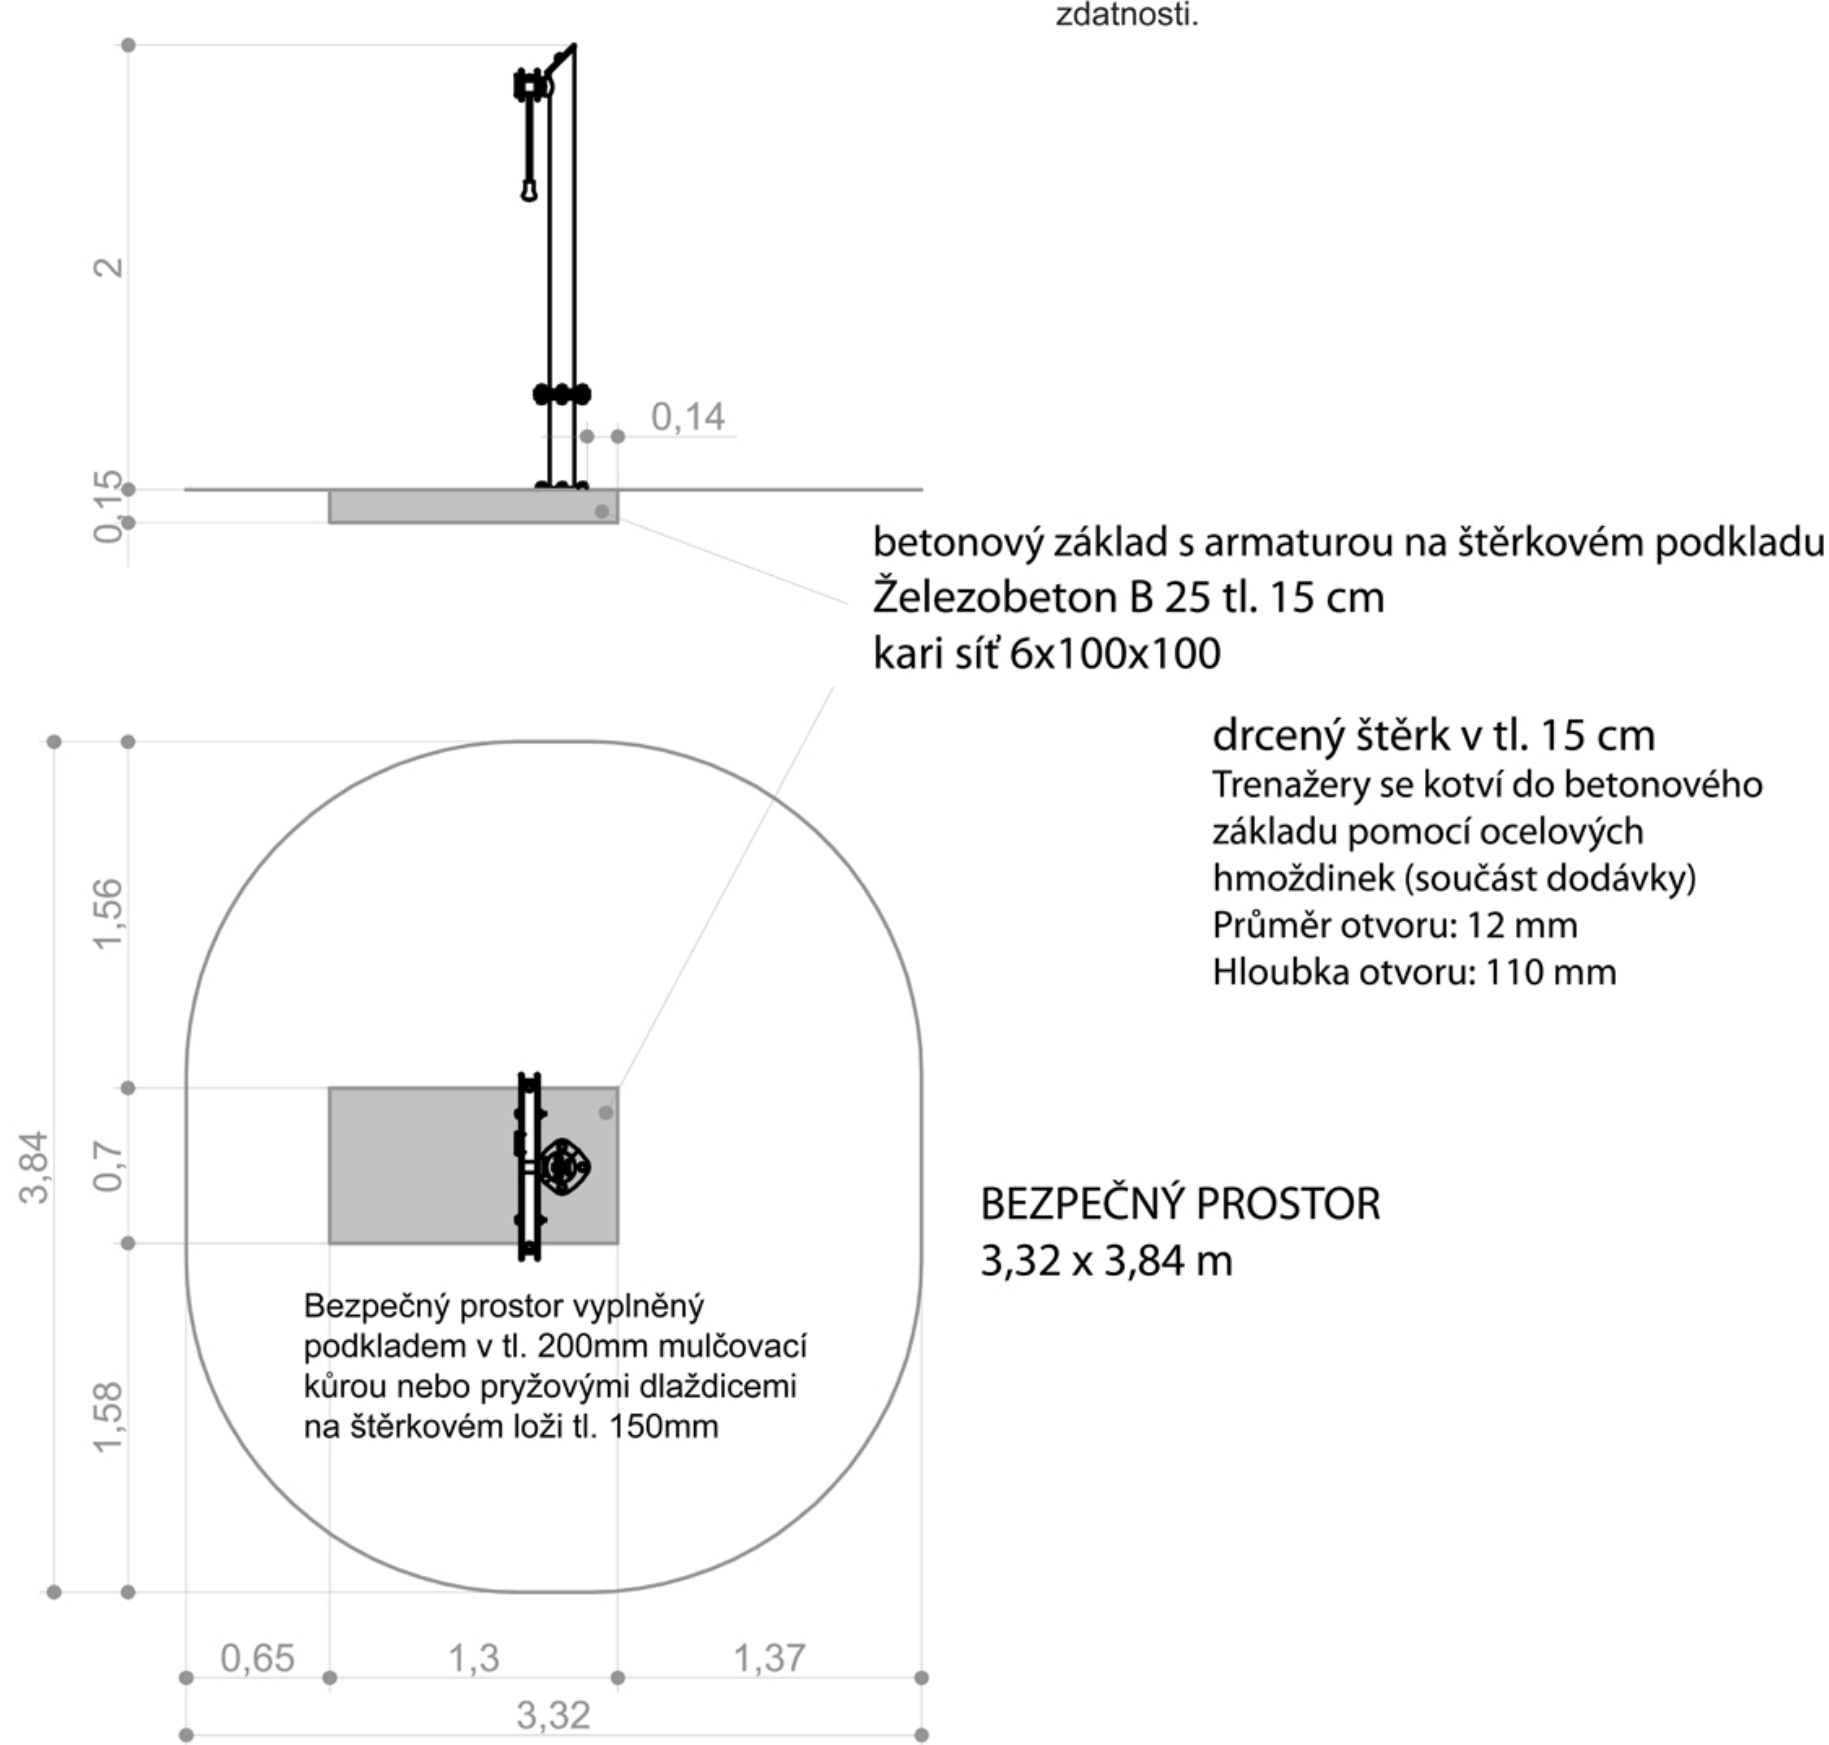 zdatnosti.
2
0,14
0,15
betonový základ s armaturou na štěrkovém podkladu
Železobeton B 25 tl. 15 cm
kari síť 6x100x100
drcený štěrk v tl. 15 cm
Trenažery se kotví do betonového
základu pomocí ocelových
hmoždinek (součást dodávky)
Průměr otvoru: 12 mm
Hloubka otvoru: 110 mm
1,56
3,84
0,7
1,58
BEZPEČNÝ PROSTOR
3,32 x 3,84 m
Bezpečný prostor vyplněný
podkladem v tl. 200mm mulčovací
kůrou nebo pryžovými dlaždicemi
na štěrkovém loži tl. 150mm
0,65
1,3
1,37
3,32